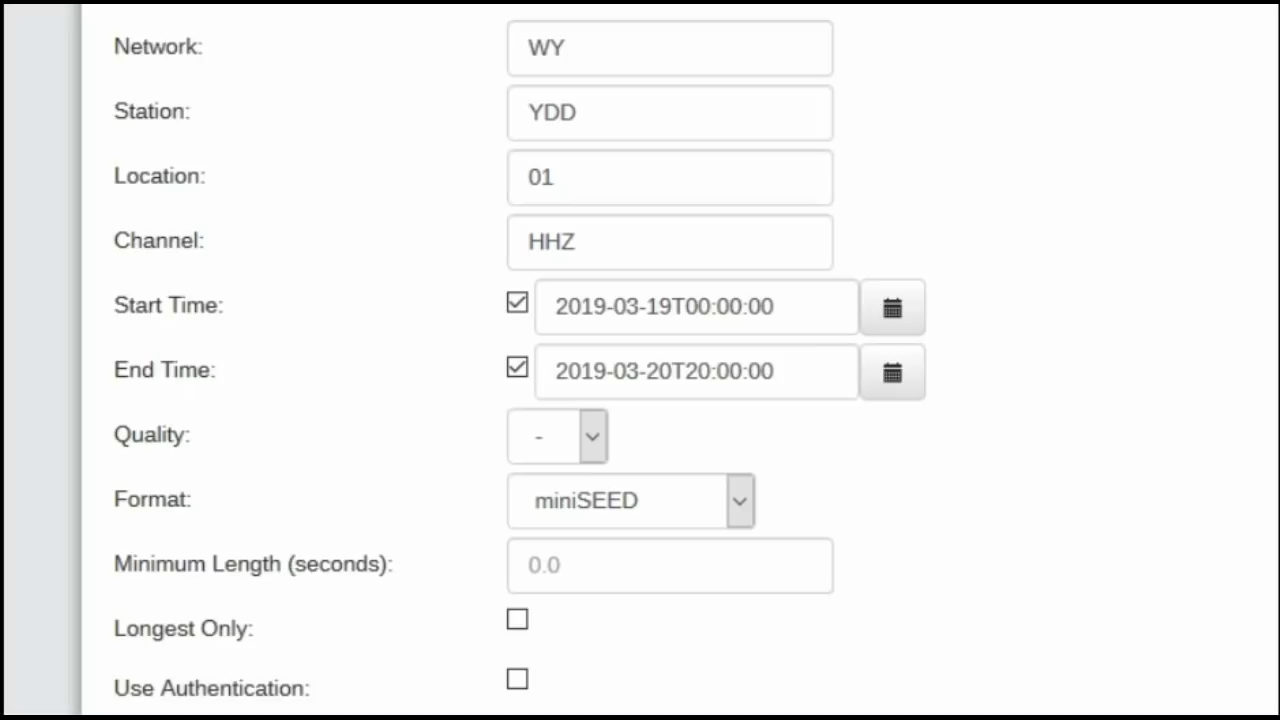 Network: WY
Station: YDD
Location: 01
Channel: HHZ
Start Time: 2019-03-19T00:00:00
End Time: 2019-03-20T20:00:00
Quality: -
Format: miniSEED
Minimum Length (seconds): 0.0
Longest Only:
Use Authentication: